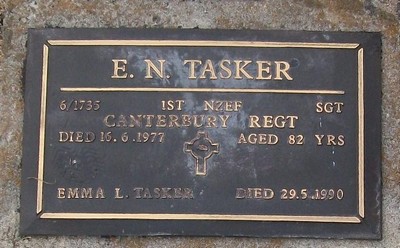 E. N. TASKER
6/1735 1ST NZEF SGT
CANTERBURY REGT
DIED 16.6.1977 AGED 82 YRS
EMMA L. TASKER DIED 29.5.1990